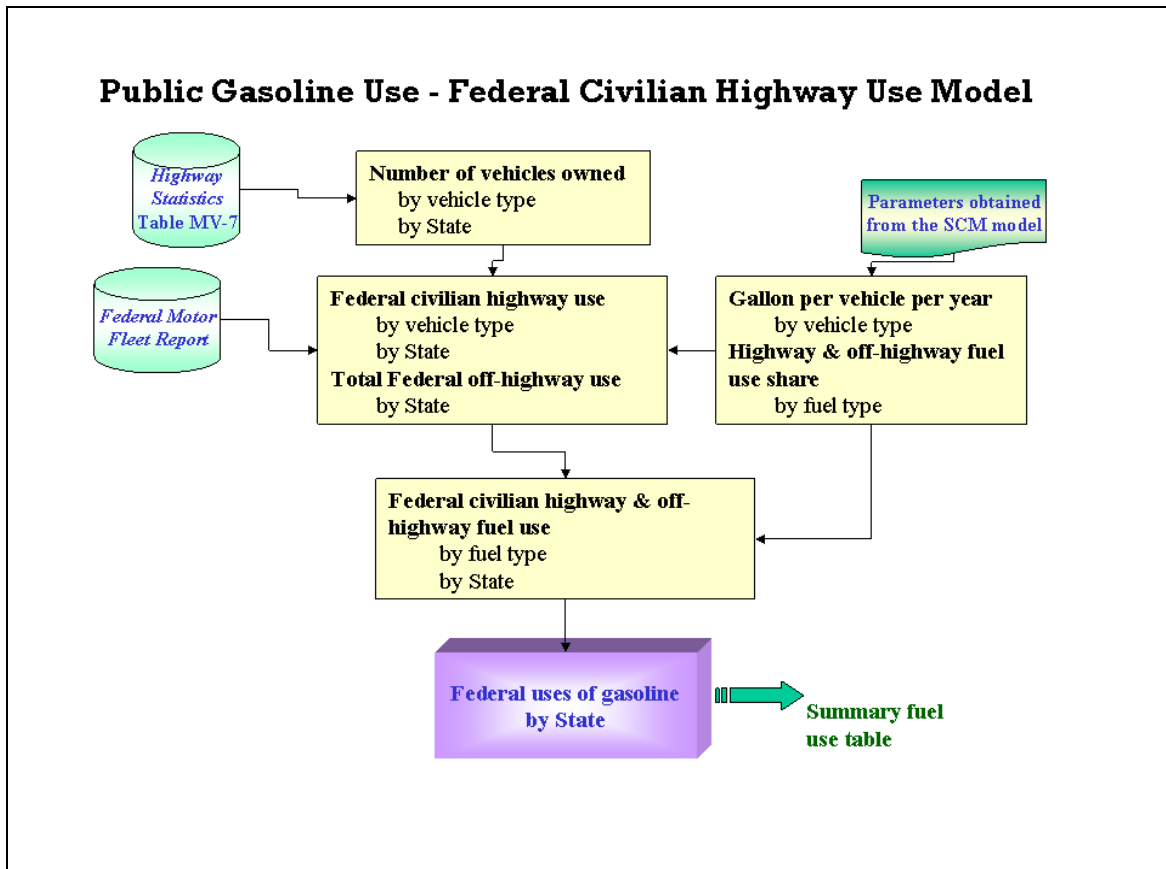 Public Gasoline Use - Federal Civilian Highway Use Model
Highway
Statistics
Table MV-7
Number of vehicles owned
by vehicle type
by State
Parameters obtained
from the SCM model
Federal Motor
Fleet Report
Federal civilian highway use
by vehicle type
by State
Total Federal off-highway use
by State
Gallon per vehicle per year
by vehicle type
Highway & off-highway fuel
use share
by fuel type
Federal civilian highway & off-
highway fuel use
by fuel type
by State
Federal uses of gasoline
by State
Summary fuel
use table